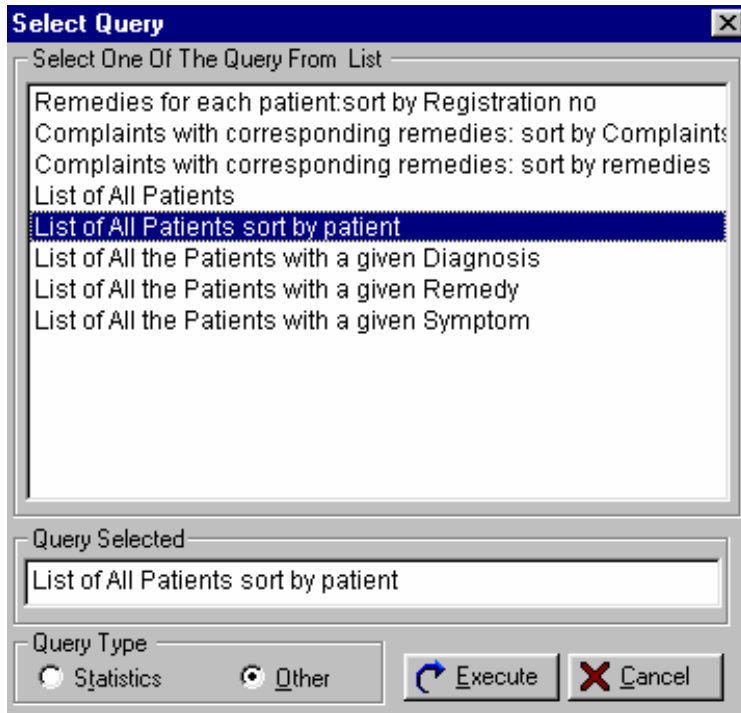 Select Query
Select One Of The Query From List
Remedies for each patient:sort by Registration no
Complaints with corresponding remedies: sort by Complaints
Complaints with corresponding remedies: sort by remedies
List of All Patients
List of All Patients sort by patient
List of All the Patients with a given Diagnosis
List of All the Patients with a given Remedy
List of All the Patients with a given Symptom
Query Selected
List of All Patients sort by patient
Query Type
Statistics Other Execute Cancel